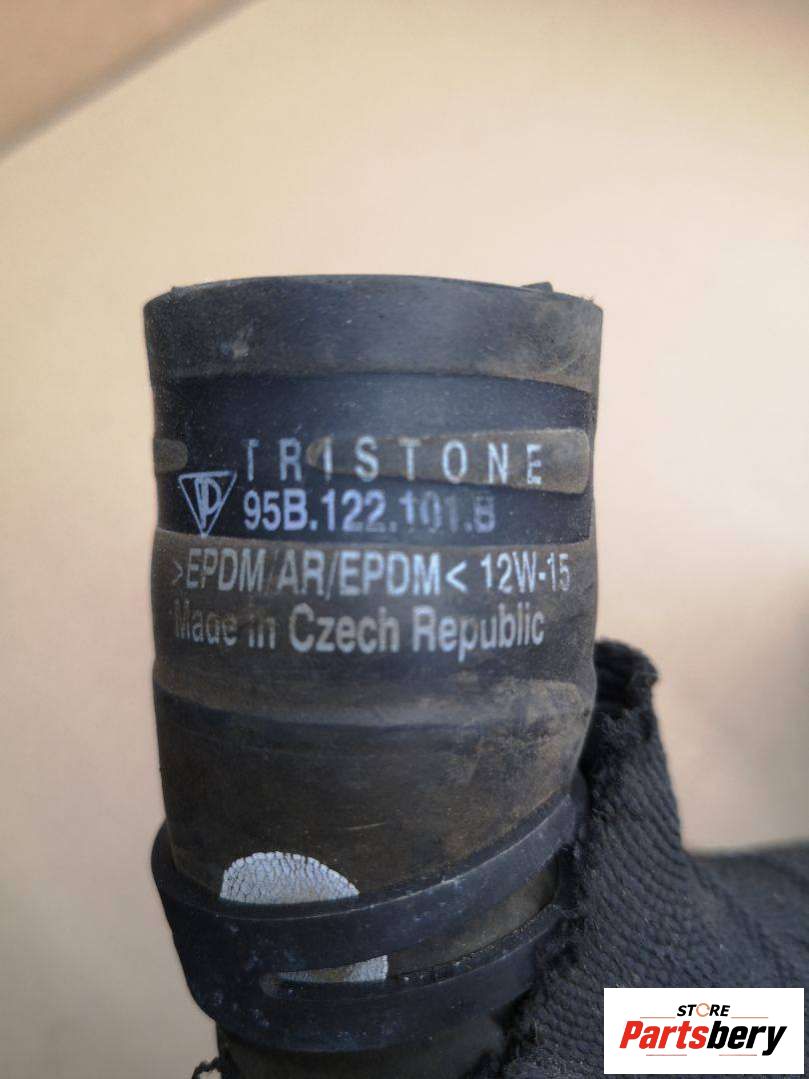 TRISTONE
95B.122.101.B
>EPDM/AR/EPDM< 12W-15
Made in Czech Republic
STORE
Partsbery